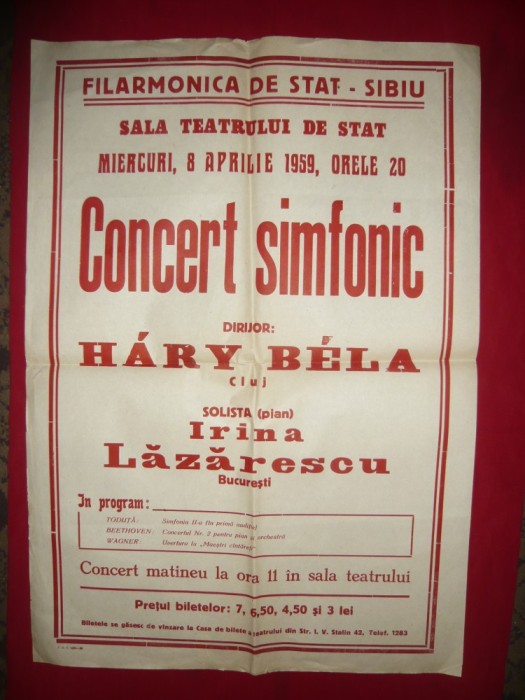 FILARMONICA DE STAT - SIBIU
SALA TEATRULUI DE STAT
MIERCURI, 8 APRILIE 1959, ORELE 20
Concert simfonic
DIRIJOR:
HÁRY BÉLA
Cluj
SOLISTA (pian)
Irina
Lăzărescu
București
In program:
TODUȚĂ: Simfonia II-a (în primă audiție)
BEETHOVEN: Concertul Nr. 2 pentru pian și orchestră
WAGNER: Uvertura la „Maeștrii cîntăreți"
Concert matineu la ora 11 în sala teatrului
Prețul biletelor: 7, 6,50, 4,50 și 3 lei
Biletele se găsesc de vînzare la Casa de bilete a teatrului din Str. I. V. Stalin 42, Telef. 1283